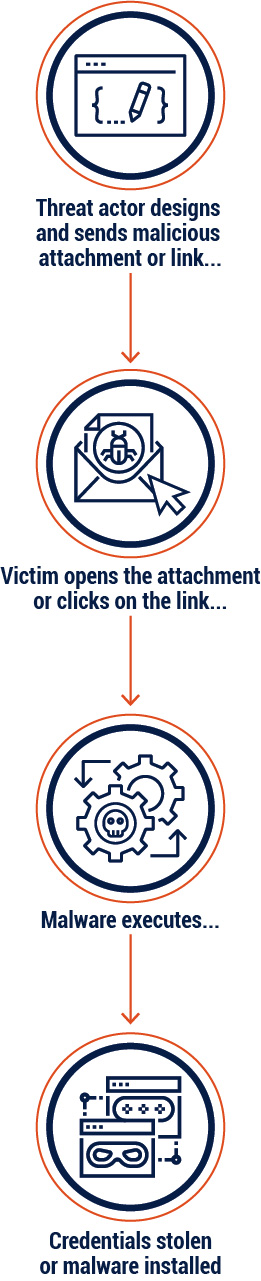 Threat actor designs
and sends malicious
attachment or link...
Victim opens the attachment
or clicks on the link...
Malware executes...
Credentials stolen
or malware installed